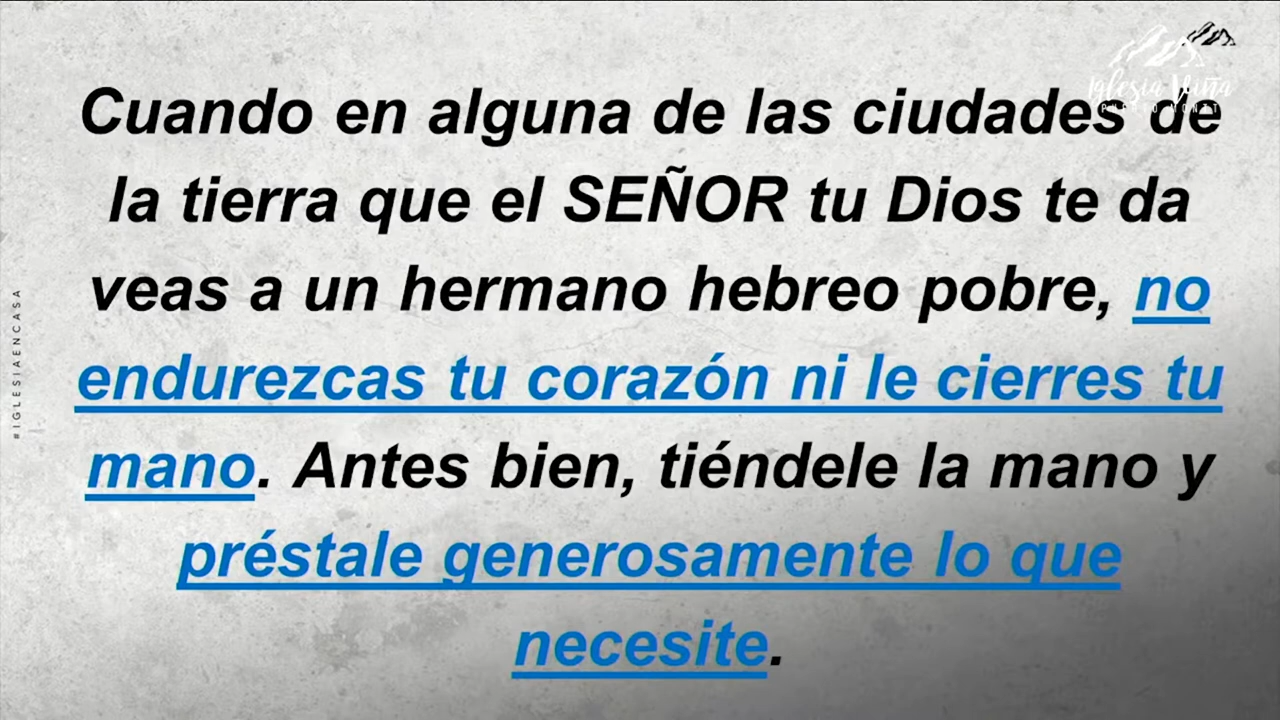 Iglesia Viña
PUERTO MONTT
Cuando en alguna de las ciudades de
la tierra que el SEÑOR tu Dios te da
veas a un hermano hebreo pobre, no
endurezcas tu corazón ni le cierres tu
mano. Antes bien, tiéndele la mano y
préstale generosamente lo que
necesite.
#IGLESIAENCASA